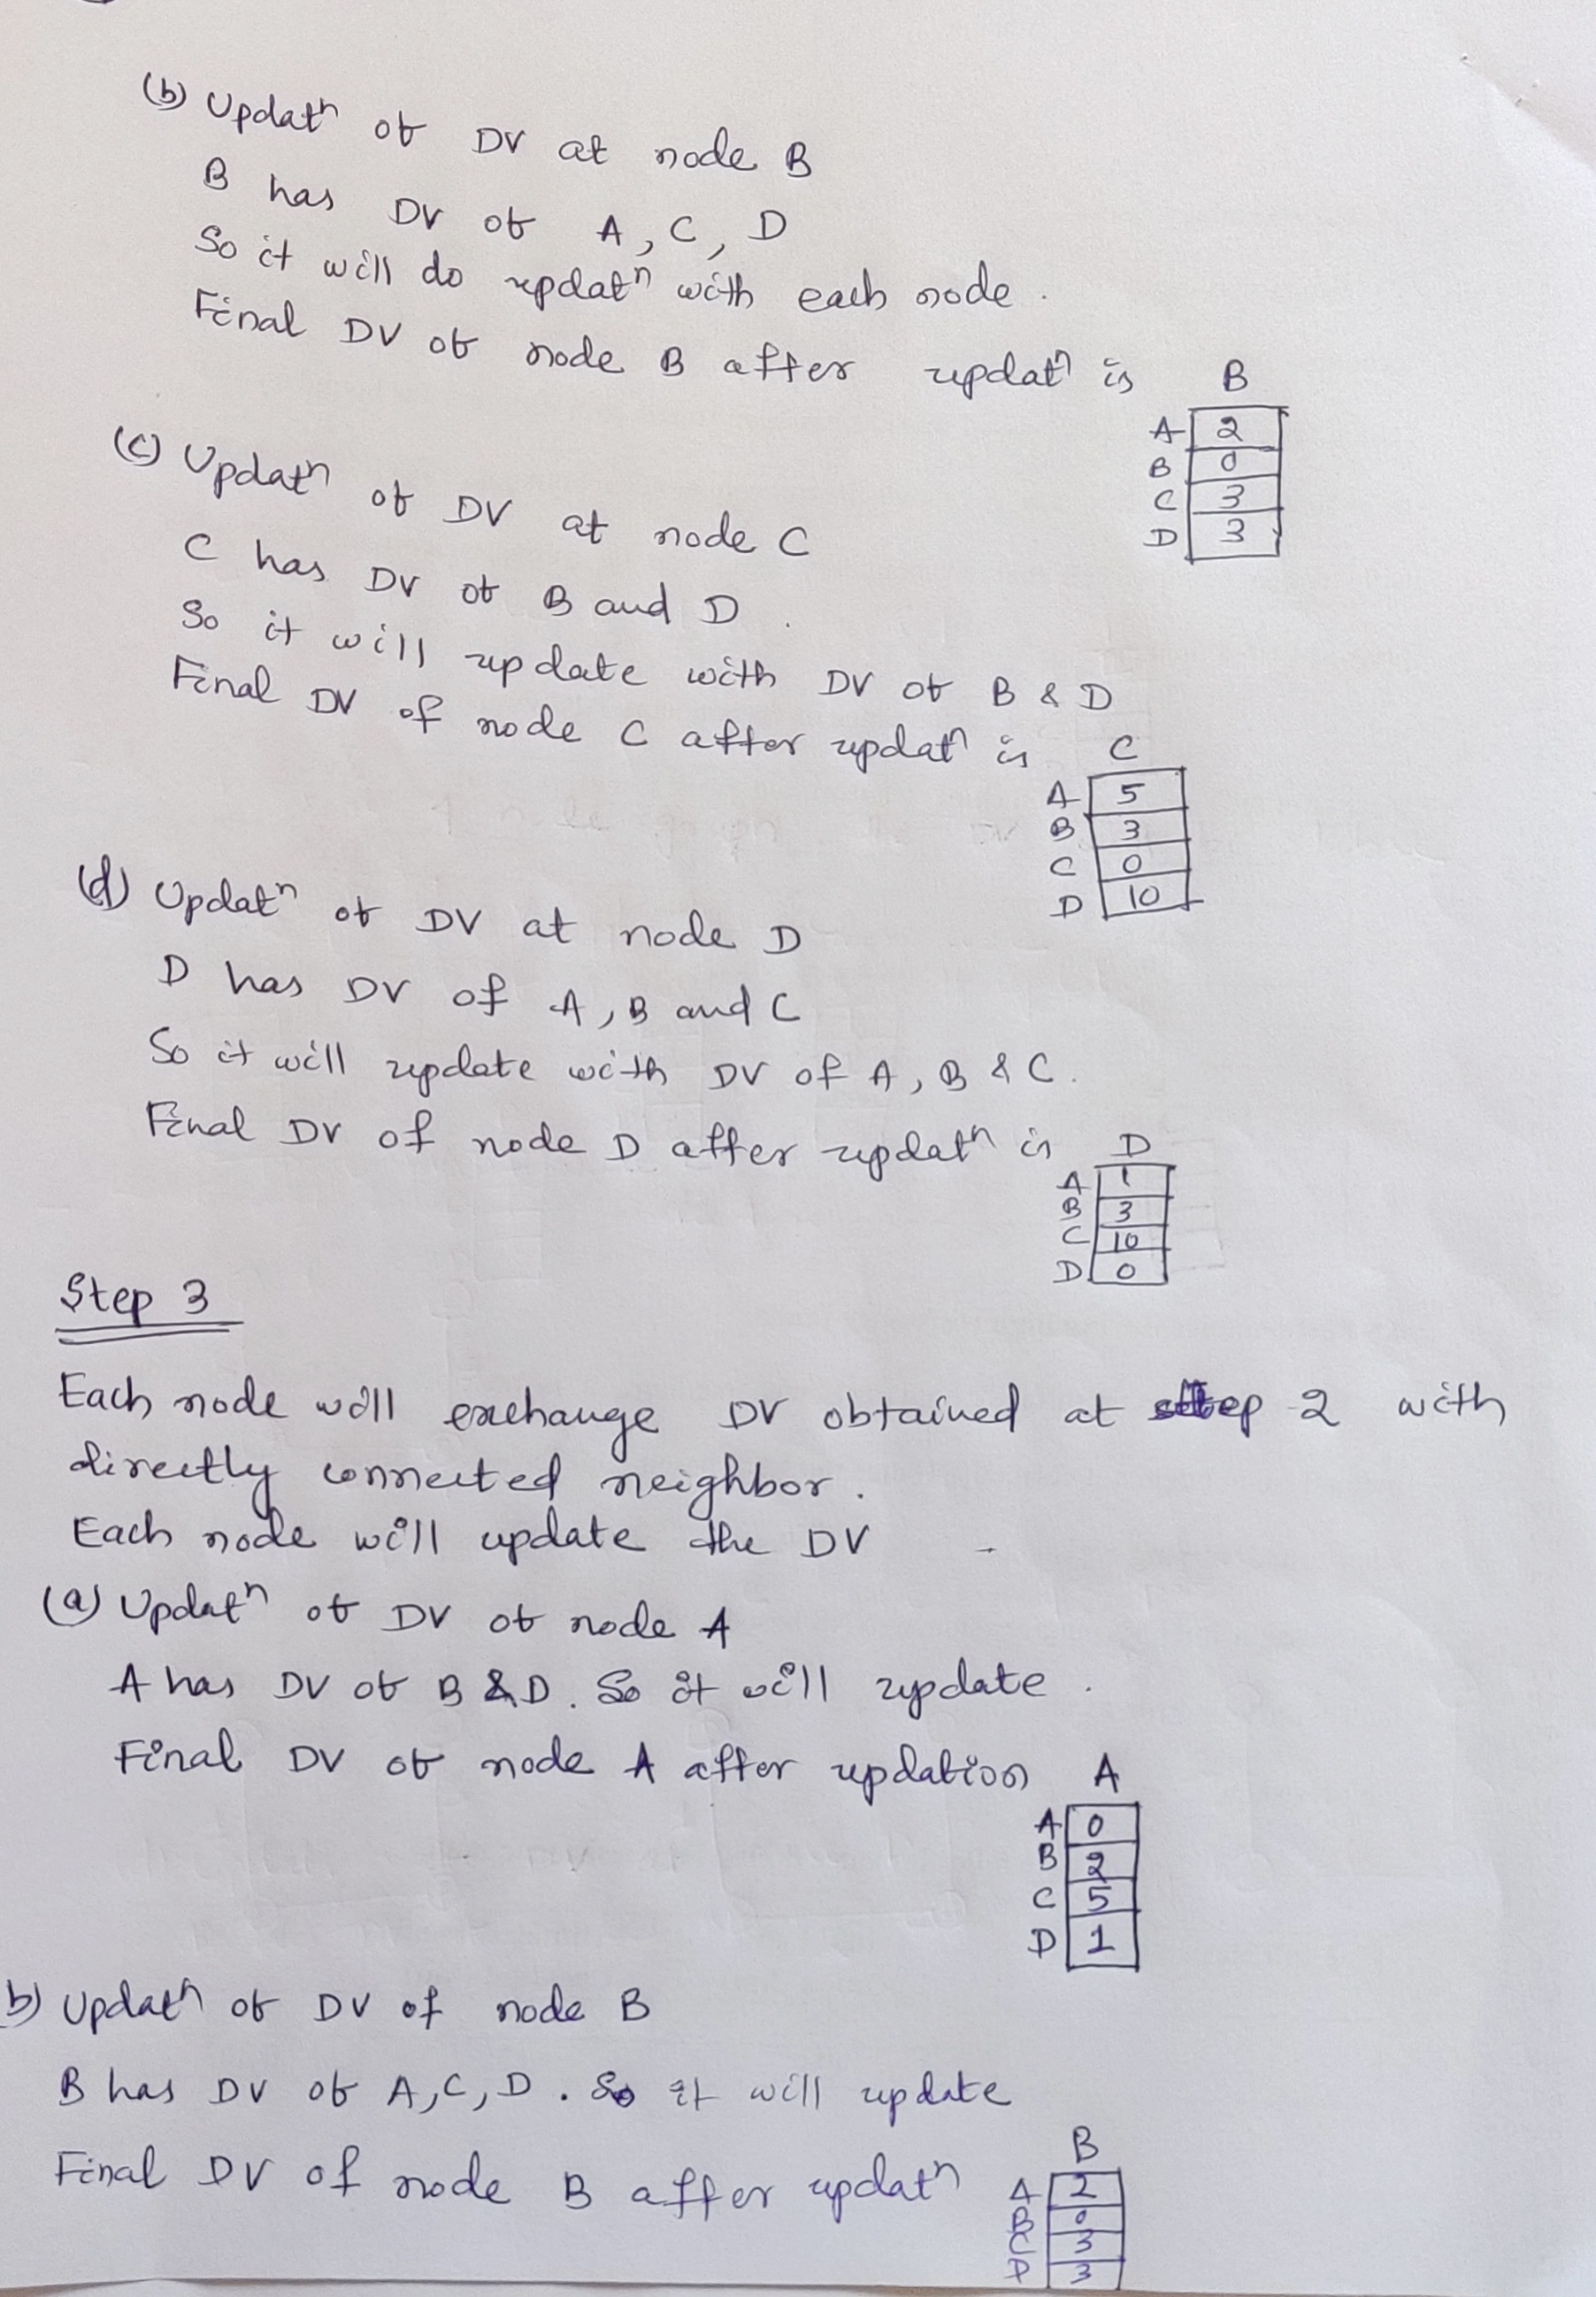 (b) Updatⁿ of DV at node B
B has DV of A, C, D
So it will do updatⁿ with each node.
Final DV of node B after updatⁿ is
B
A 2
B 0
C 3
D 3
(c) Updatⁿ of DV at node C
C has DV of B and D.
So it will update with DV of B & D
Final DV of node C after updatⁿ is
C
A 5
B 3
C 0
D 10
(d) Updatⁿ of DV at node D
D has DV of A, B and C
So it will update with DV of A, B & C.
Final DV of node D after updatⁿ is
D
A 1
B 3
C 10
D 0
Step 3
Each node will exchange DV obtained at step 2 with
directly connected neighbor.
Each node will update the DV
(a) Updatⁿ of DV of node A
A has DV of B & D. So it will update.
Final DV of node A after updation
A
A 0
B 2
C 5
D 1
b) Updatⁿ of DV of node B
B has DV of A, C, D. So it will update
Final DV of node B after updatⁿ
B
A 2
B 0
C 3
D 3